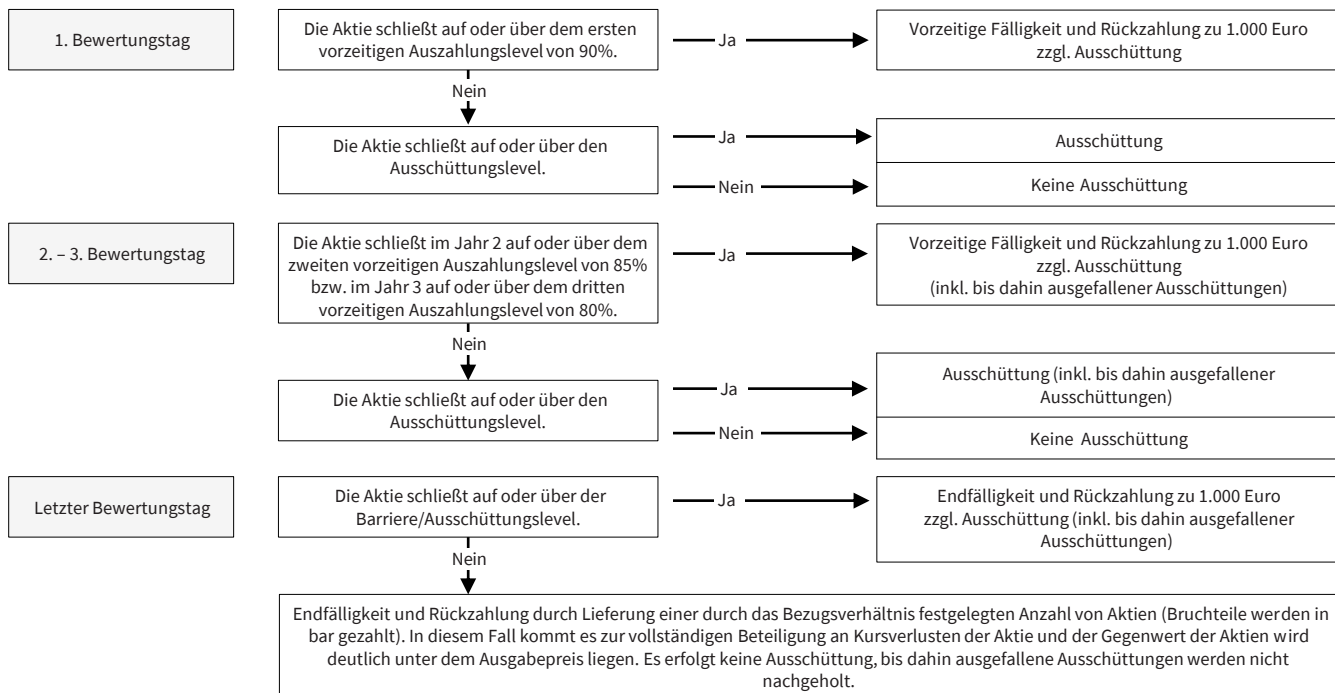 1. Bewertungstag
Die Aktie schließt auf oder über dem ersten
vorzeitigen Auszahlungslevel von 90%.
Ja
Vorzeitige Fälligkeit und Rückzahlung zu 1.000 Euro
zzgl. Ausschüttung
Nein
Die Aktie schließt auf oder über den
Ausschüttungslevel.
Ja
Ausschüttung
Nein
Keine Ausschüttung
2. – 3. Bewertungstag
Die Aktie schließt im Jahr 2 auf oder über dem
zweiten vorzeitigen Auszahlungslevel von 85%
bzw. im Jahr 3 auf oder über dem dritten
vorzeitigen Auszahlungslevel von 80%.
Ja
Vorzeitige Fälligkeit und Rückzahlung zu 1.000 Euro
zzgl. Ausschüttung
(inkl. bis dahin ausgefallener Ausschüttungen)
Nein
Die Aktie schließt auf oder über den
Ausschüttungslevel.
Ja
Ausschüttung (inkl. bis dahin ausgefallener
Ausschüttungen)
Nein
Keine Ausschüttung
Letzter Bewertungstag
Die Aktie schließt auf oder über der
Barriere/Ausschüttungslevel.
Ja
Endfälligkeit und Rückzahlung zu 1.000 Euro
zzgl. Ausschüttung (inkl. bis dahin ausgefallener
Ausschüttungen)
Nein
Endfälligkeit und Rückzahlung durch Lieferung einer durch das Bezugsverhältnis festgelegten Anzahl von Aktien (Bruchteile werden in
bar gezahlt). In diesem Fall kommt es zur vollständigen Beteiligung an Kursverlusten der Aktie und der Gegenwert der Aktien wird
deutlich unter dem Ausgabepreis liegen. Es erfolgt keine Ausschüttung, bis dahin ausgefallene Ausschüttungen werden nicht
nachgeholt.